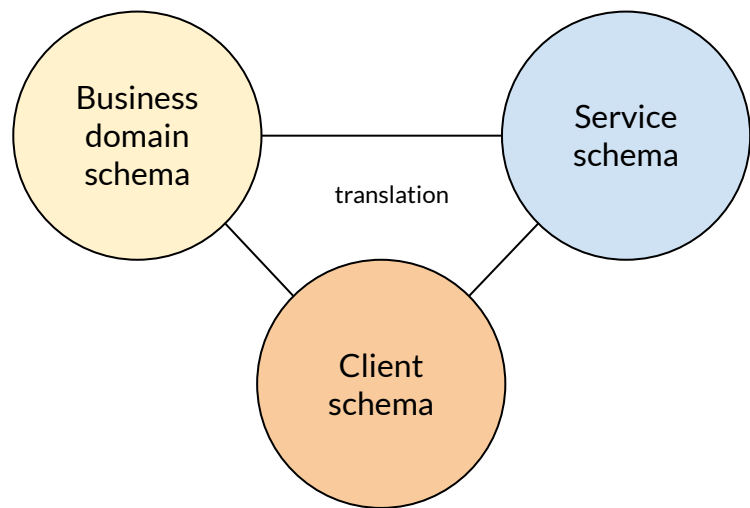 Business
domain
schema
Service
schema
translation
Client
schema